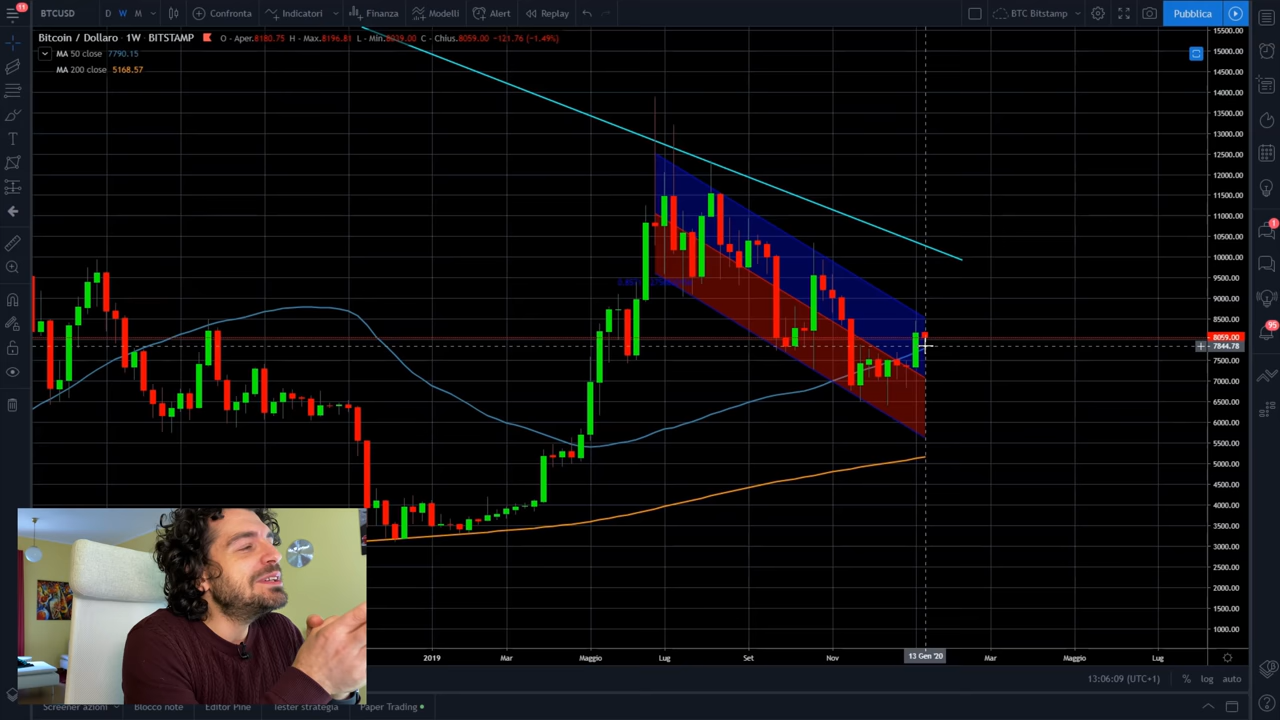 11
BTCUSD
D W M
Confronta
Indicatori
Finanza
Modelli
Alert
Replay
BTC Bitstamp
Pubblica
Bitcoin / Dollaro 1W BITSTAMP O - Aper.8180.75 H - Max.8196.81 L - Min.8039.00 C - Chius.8059.00 -121.76 (-1.49%)
MA 50 close 7790.15
MA 200 close 5168.57
15500.00
15000.00
14500.00
14000.00
13500.00
13000.00
12500.00
12000.00
11500.00
11000.00
10500.00
10000.00
9500.00
9000.00
8500.00
8059.00
7844.78
7500.00
7000.00
6500.00
6000.00
5500.00
5000.00
4500.00
4000.00
3500.00
3000.00
2500.00
2000.00
1500.00
1000.00
1
95
2019 Mar Maggio Lug Set Nov 13 Gen '20 Mar Maggio Lug
13:06:09 (UTC+1) % log auto
Screener azioni Blocco note Editor Pine Tester strategia Paper Trading